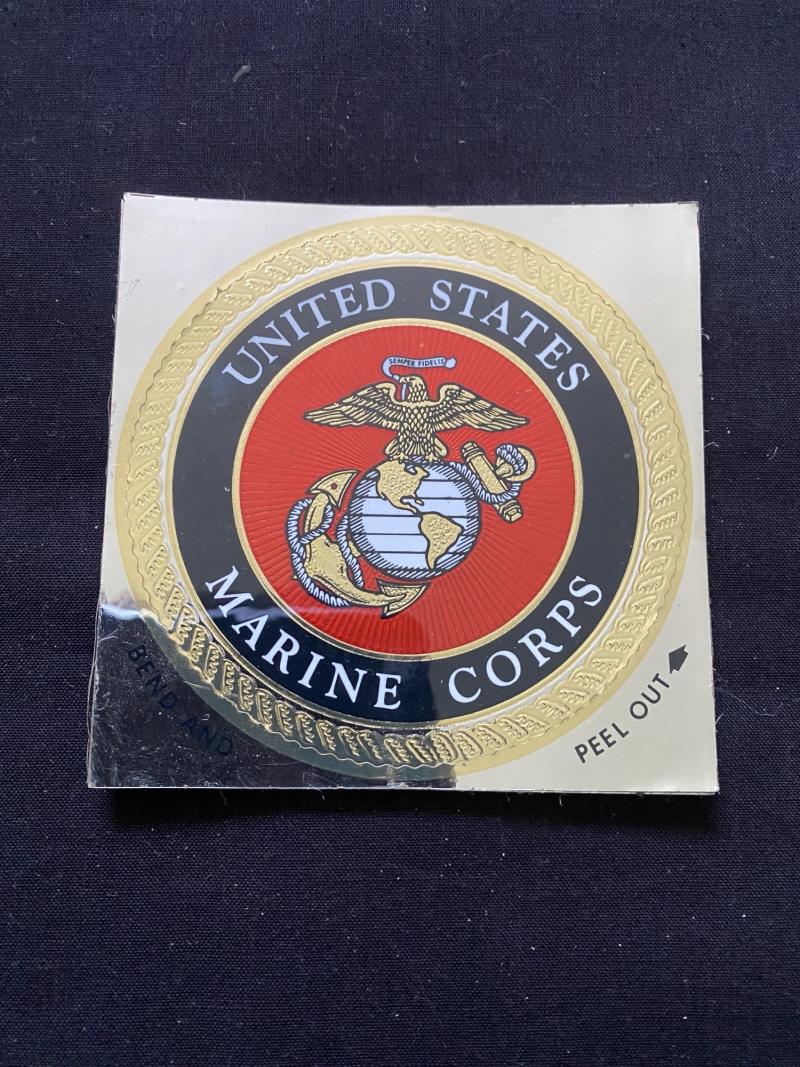 UNITED STATES
SEMPER FIDELIS
MARINE CORPS
BEND AND
PEEL OUT